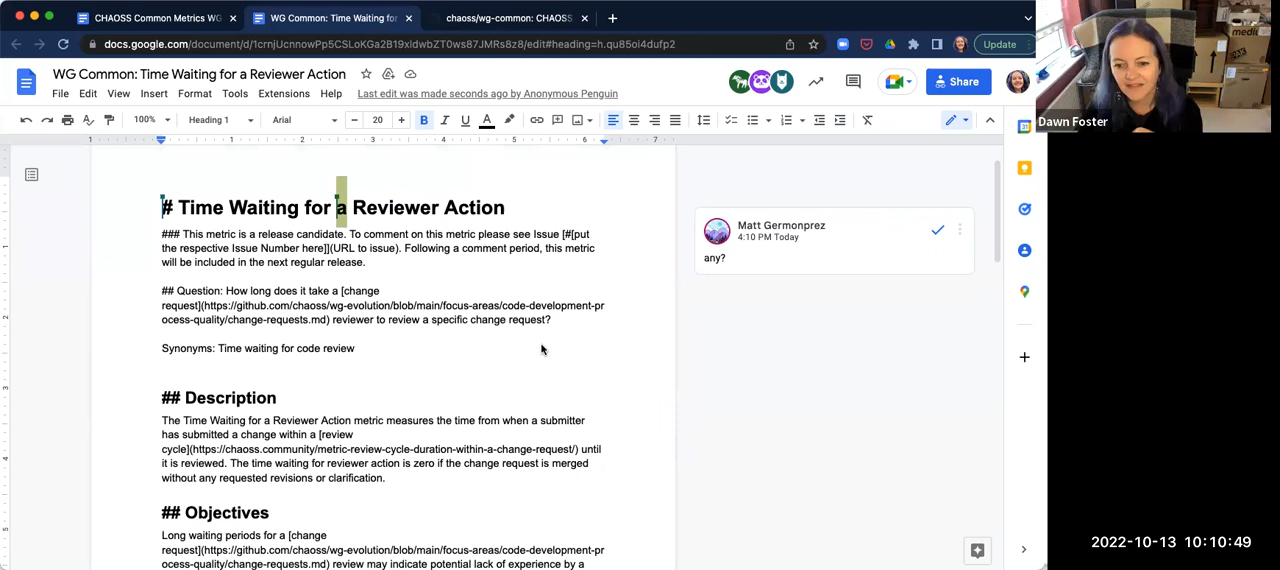 CHAOSS Common Metrics WG
WG Common: Time Waiting for
chaoss/wg-common: CHAOSS
docs.google.com/document/d/1crnjUcnnowPp5CSLoKGa2B19xldwbZT0ws87JMRs8z8/edit#heading=h.qu85oi4dufp2
Update
WG Common: Time Waiting for a Reviewer Action
File Edit View Insert Format Tools Extensions Help Last edit was made seconds ago by Anonymous Penguin
Share
100% Heading 1 Arial 20 B I U A
1 1 2 3 4 5 6 7
# Time Waiting for a Reviewer Action
### This metric is a release candidate. To comment on this metric please see Issue [#[put
the respective Issue Number here]](URL to issue). Following a comment period, this metric
will be included in the next regular release.
## Question: How long does it take a [change
request](https://github.com/chaoss/wg-evolution/blob/main/focus-areas/code-development-pr
ocess-quality/change-requests.md) reviewer to review a specific change request?
Synonyms: Time waiting for code review
## Description
The Time Waiting for a Reviewer Action metric measures the time from when a submitter
has submitted a change within a [review
cycle](https://chaoss.community/metric-review-cycle-duration-within-a-change-request/) until
it is reviewed. The time waiting for reviewer action is zero if the change request is merged
without any requested revisions or clarification.
## Objectives
Long waiting periods for a [change
request](https://github.com/chaoss/wg-evolution/blob/main/focus-areas/code-development-pr
ocess-quality/change-requests.md) review may indicate potential lack of experience by a
Matt Germonprez
4:10 PM Today
any?
Dawn Foster
2022-10-13 10:10:49